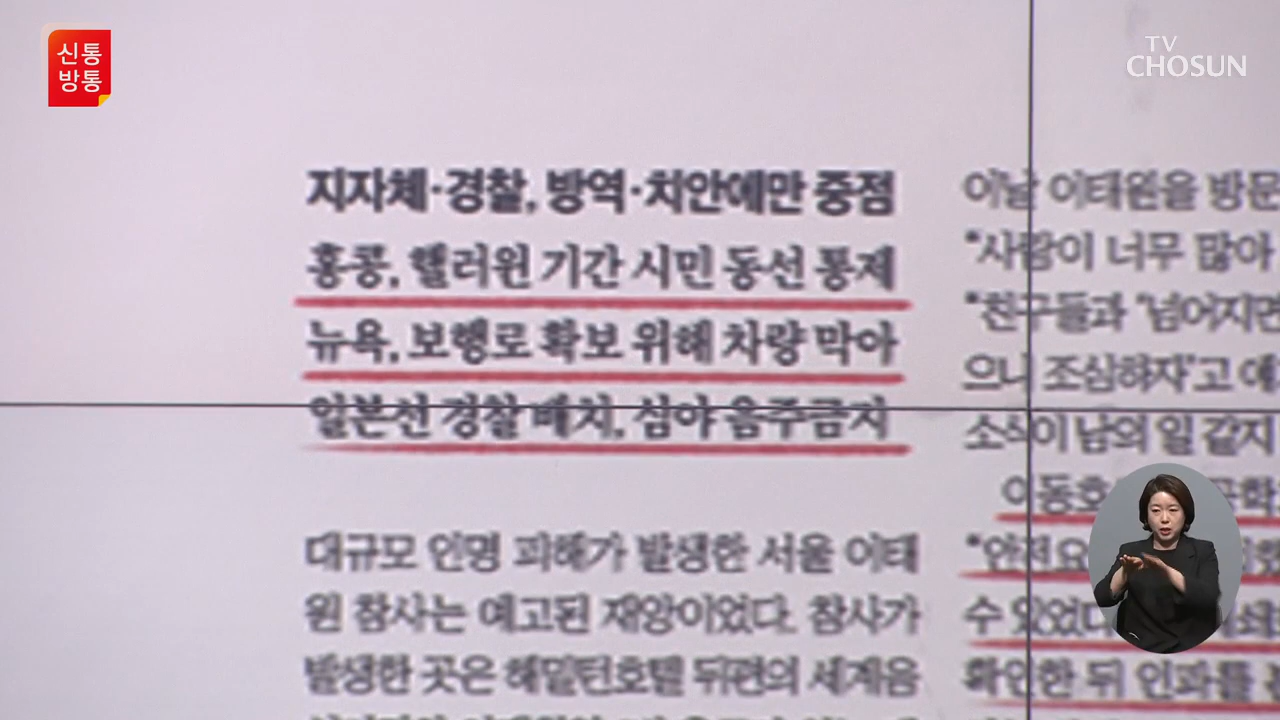 신통
방통
TV
CHOSUN
지자체·경찰, 방역·치안에만 중점
홍콩, 핼러윈 기간 시민 동선 통제
뉴욕, 보행로 확보 위해 차량 막아
일본선 경찰 배치, 심야 음주금지
대규모 인명 피해가 발생한 서울 이태
원 참사는 예고된 재앙이었다. 참사가
발생한 곳은 해밀턴호텔 뒤편의 세계음
이날 이태원을 방문
“사람이 너무 많아
“친구들과 ‘넘어지면
으니 조심하자’고 얘
소식이 남의 일 같지
이동호
“안전요
수 있었다
확인한 뒤 인파를